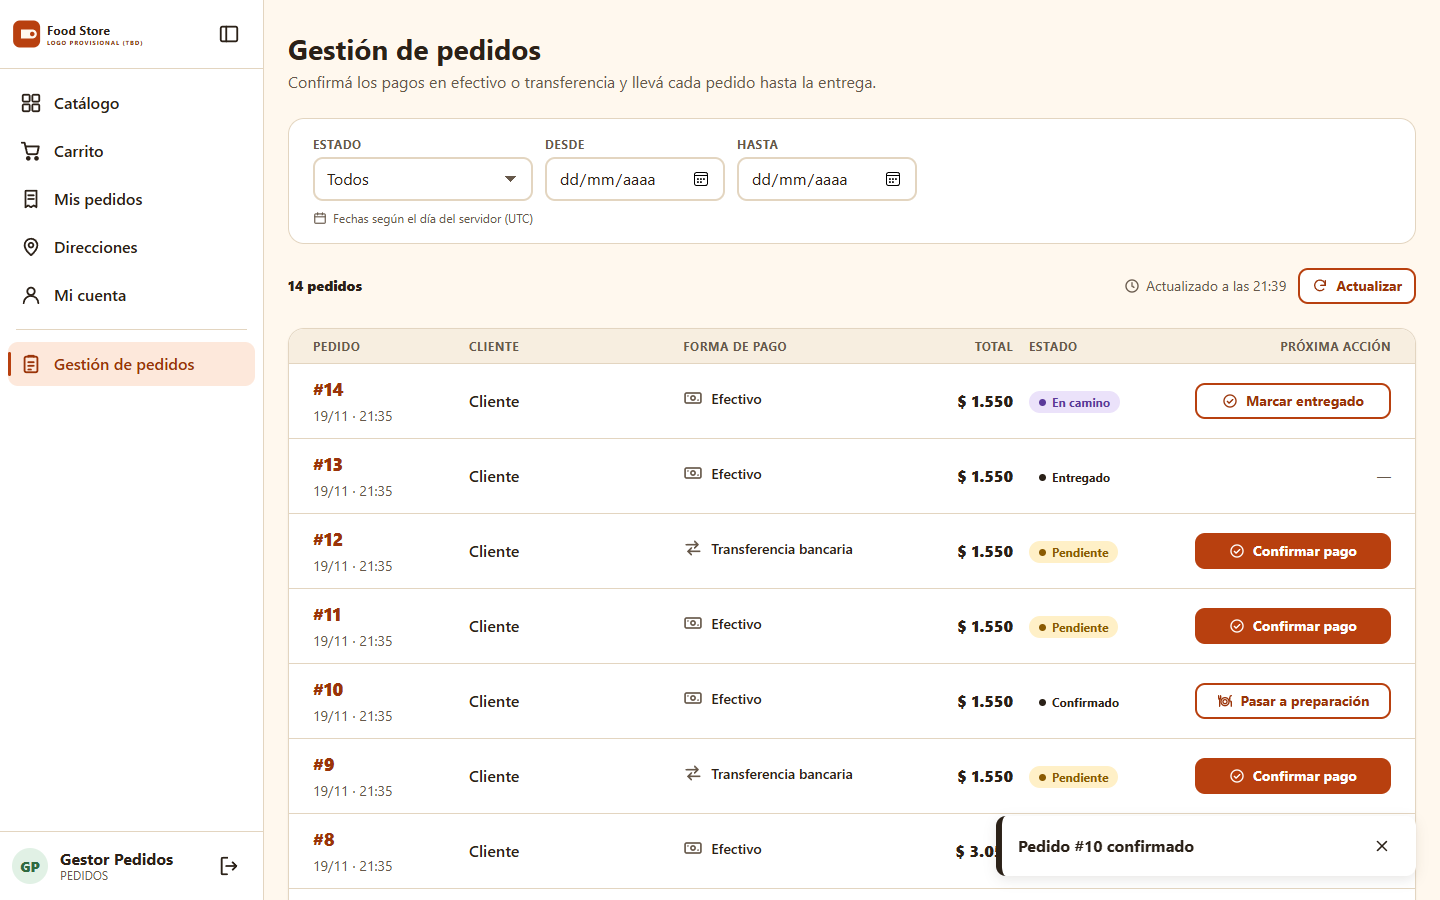 Food Store
LOGO PROVISIONAL (TBD)
Catálogo
Carrito
Mis pedidos
Direcciones
Mi cuenta
Gestión de pedidos
GP
Gestor Pedidos
PEDIDOS
Gestión de pedidos
Confirmá los pagos en efectivo o transferencia y llevá cada pedido hasta la entrega.
ESTADO DESDE HASTA
Todos dd/mm/aaaa dd/mm/aaaa
Fechas según el día del servidor (UTC)
14 pedidos Actualizado a las 21:39 Actualizar
PEDIDO CLIENTE FORMA DE PAGO TOTAL ESTADO PRÓXIMA ACCIÓN
#14 Cliente Efectivo $ 1.550 En camino Marcar entregado
19/11 · 21:35
#13 Cliente Efectivo $ 1.550 Entregado —
19/11 · 21:35
#12 Cliente Transferencia bancaria $ 1.550 Pendiente Confirmar pago
19/11 · 21:35
#11 Cliente Efectivo $ 1.550 Pendiente Confirmar pago
19/11 · 21:35
#10 Cliente Efectivo $ 1.550 Confirmado Pasar a preparación
19/11 · 21:35
#9 Cliente Transferencia bancaria $ 1.550 Pendiente Confirmar pago
19/11 · 21:35
#8 Cliente Efectivo
19/11 · 21:35
Pedido #10 confirmado